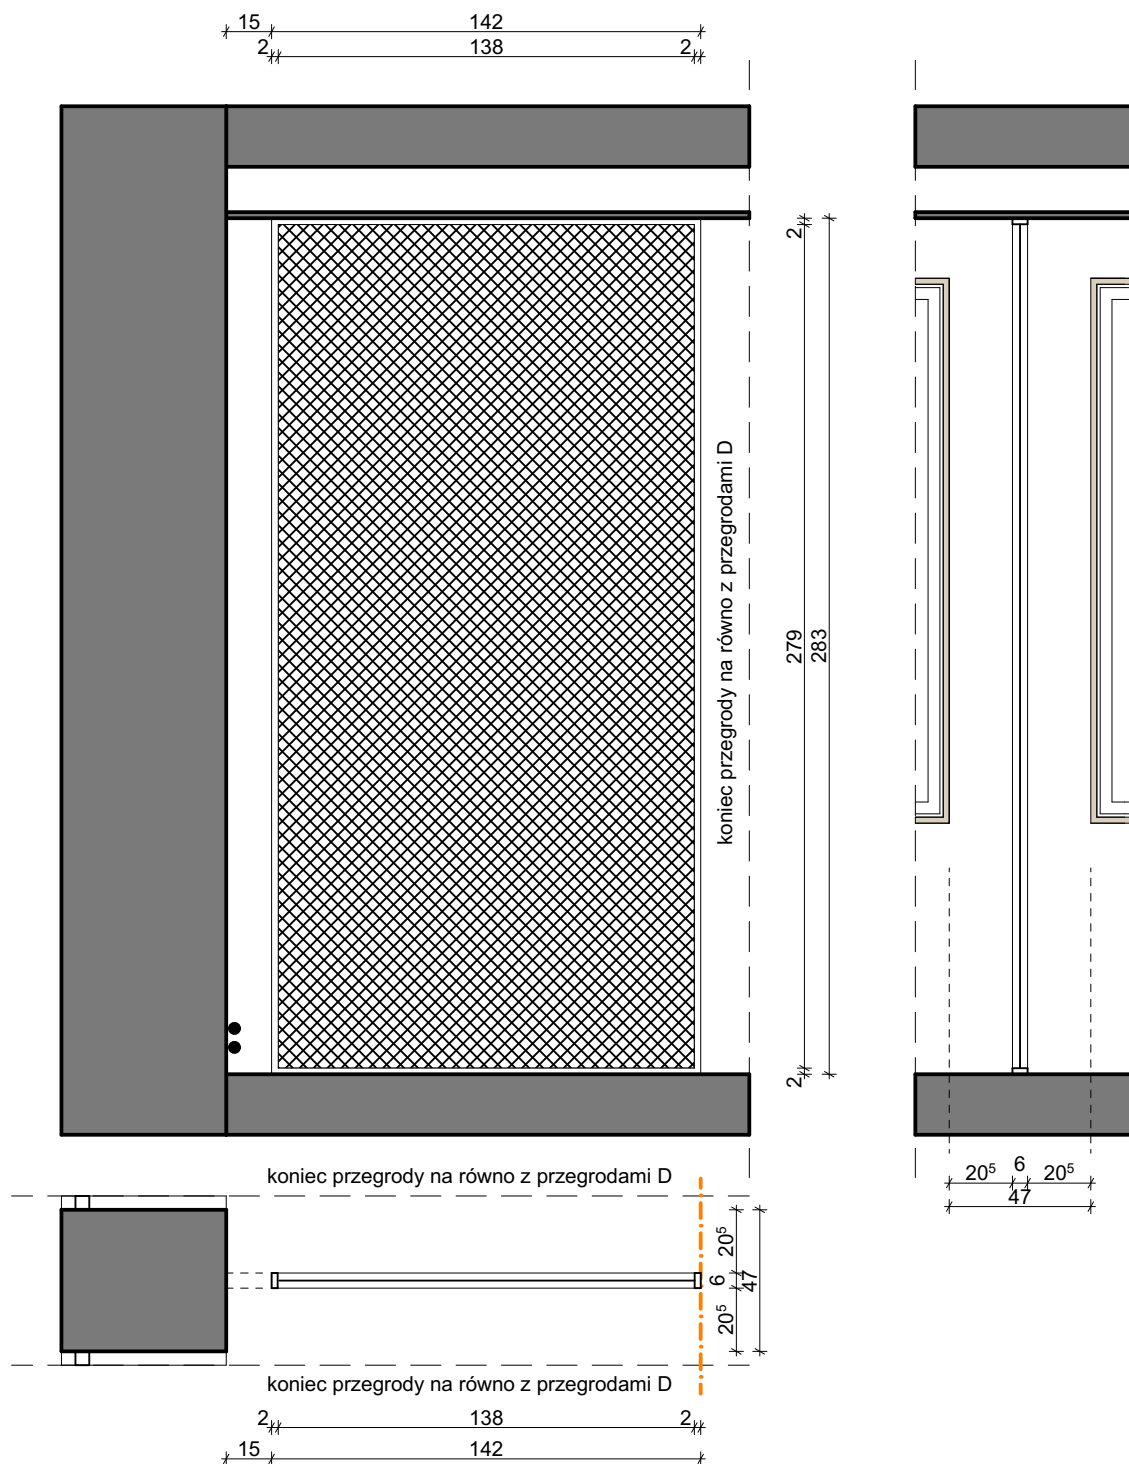 15 142
2 138 2
2
koniec przegrody na równo z przegrodami D
279
283
2
20⁵ 6 20⁵
47
koniec przegrody na równo z przegrodami D
20⁵
6
47
20⁵
koniec przegrody na równo z przegrodami D
2 138 2
15 142